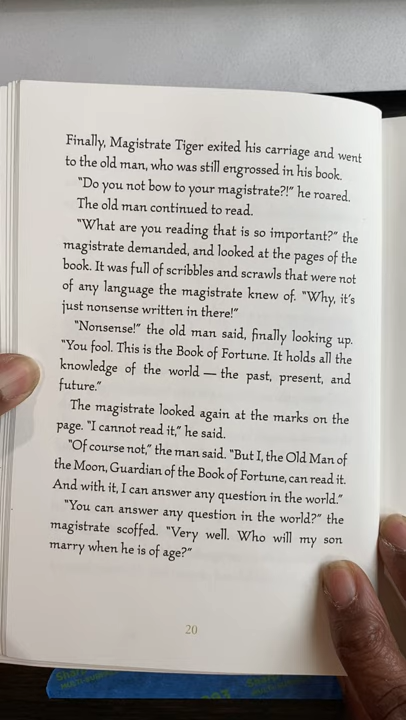 Finally, Magistrate Tiger exited his carriage and went
to the old man, who was still engrossed in his book.
"Do you not bow to your magistrate?!" he roared.
The old man continued to read.
"What are you reading that is so important?" the
magistrate demanded, and looked at the pages of the
book. It was full of scribbles and scrawls that were not
of any language the magistrate knew of. "Why, it's
just nonsense written in there!"
"Nonsense!" the old man said, finally looking up.
"You fool. This is the Book of Fortune. It holds all the
knowledge of the world — the past, present, and
future."
The magistrate looked again at the marks on the
page. "I cannot read it," he said.
"Of course not," the man said. "But I, the Old Man of
the Moon, Guardian of the Book of Fortune, can read it.
And with it, I can answer any question in the world."
"You can answer any question in the world?" the
magistrate scoffed. "Very well. Who will my son
marry when he is of age?"
20